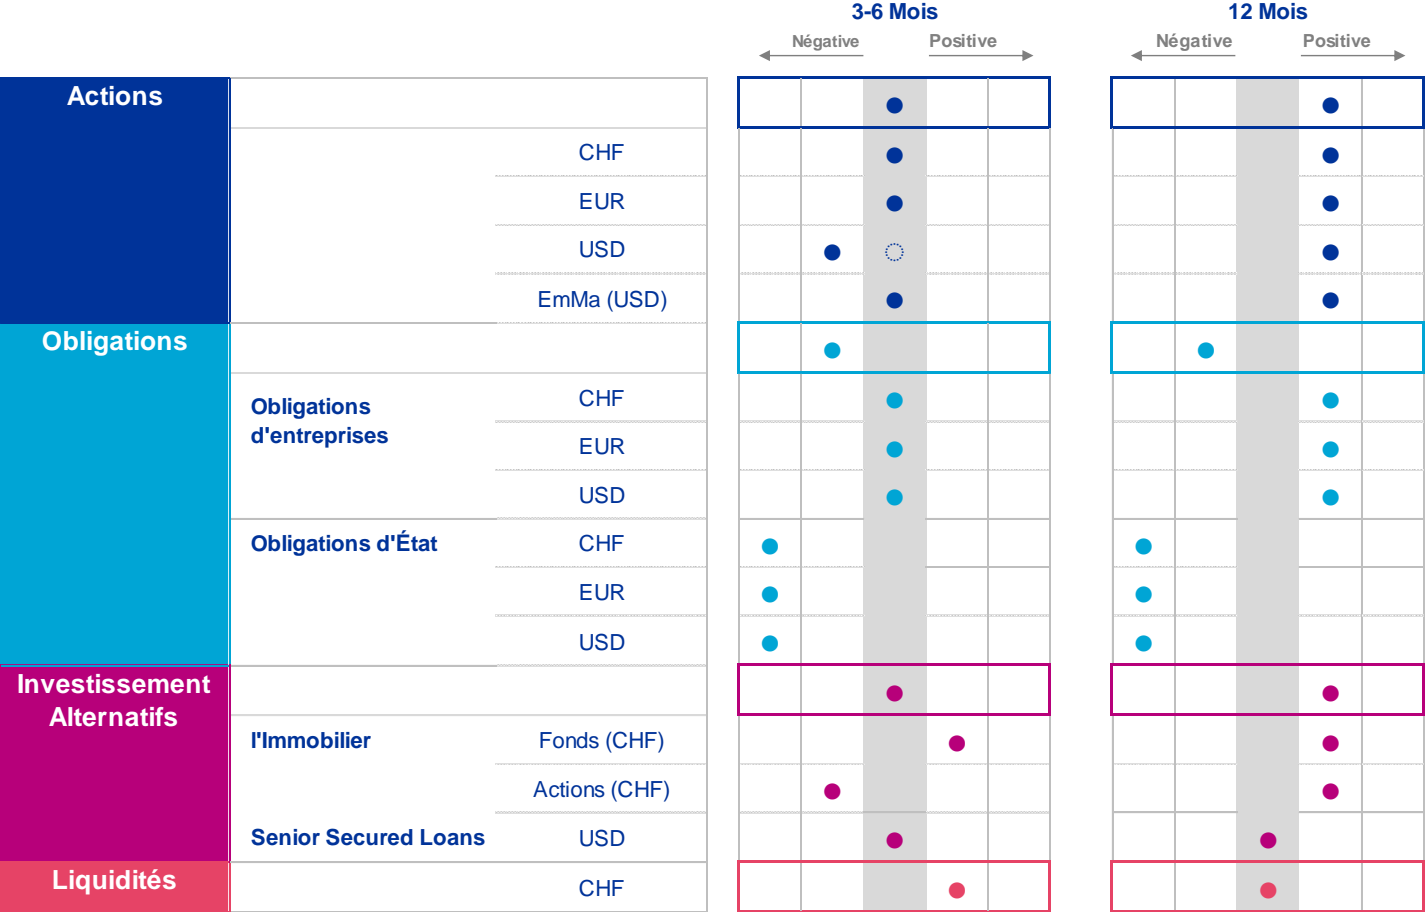 3-6 Mois
12 Mois
Négative
Positive
Négative
Positive
Actions
CHF
EUR
USD
EmMa (USD)
Obligations
Obligations
d'entreprises
CHF
EUR
USD
Obligations d'État
CHF
EUR
USD
Investissement
Alternatifs
l'Immobilier
Fonds (CHF)
Actions (CHF)
Senior Secured Loans
USD
Liquidités
CHF